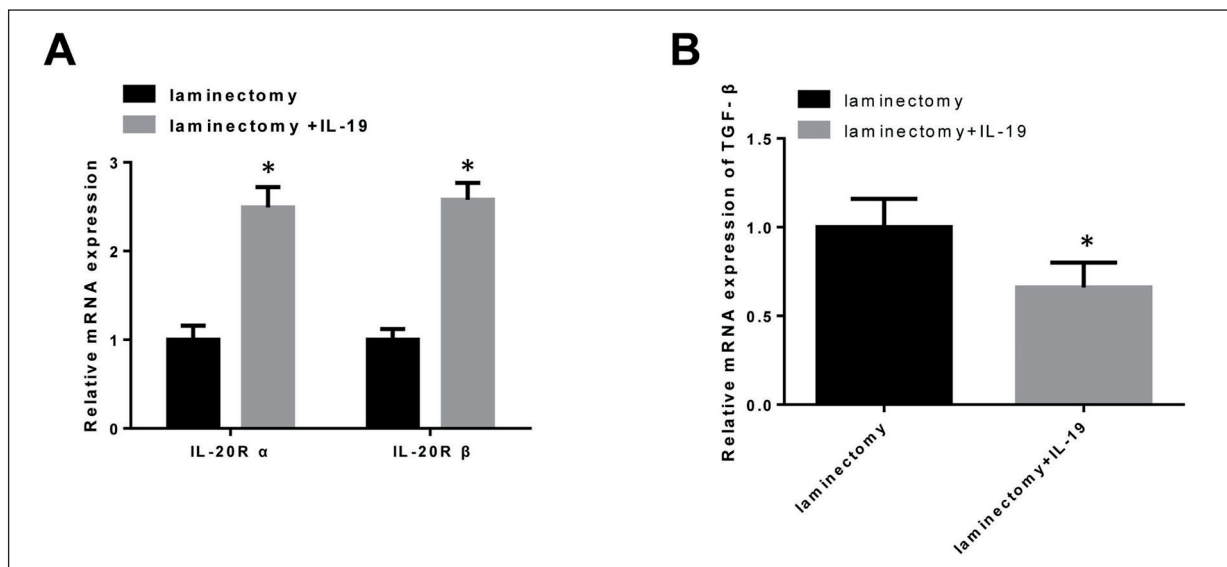 A
laminectomy
laminectomy +IL-19
Relative mRNA expression
3
2
1
0
*
*
IL-20R α
IL-20R β
B
laminectomy
laminectomy+IL-19
Relative mRNA expression of TGF- β
1.5
1.0
0.5
0.0
*
laminectomy
laminectomy+IL-19